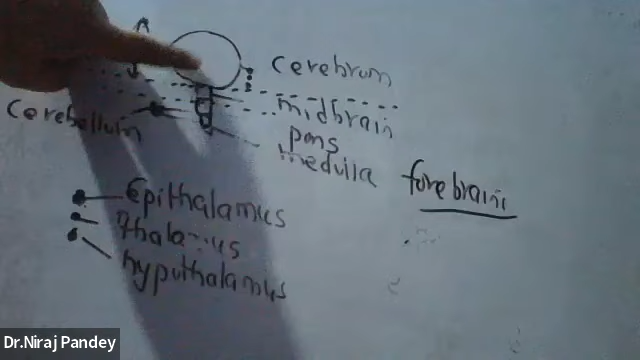 Cerebrum
midbrain
Cerebellum
pons
medulla
forebrain
Epithalamus
thalamus
hypothalamus
Dr.Niraj Pandey